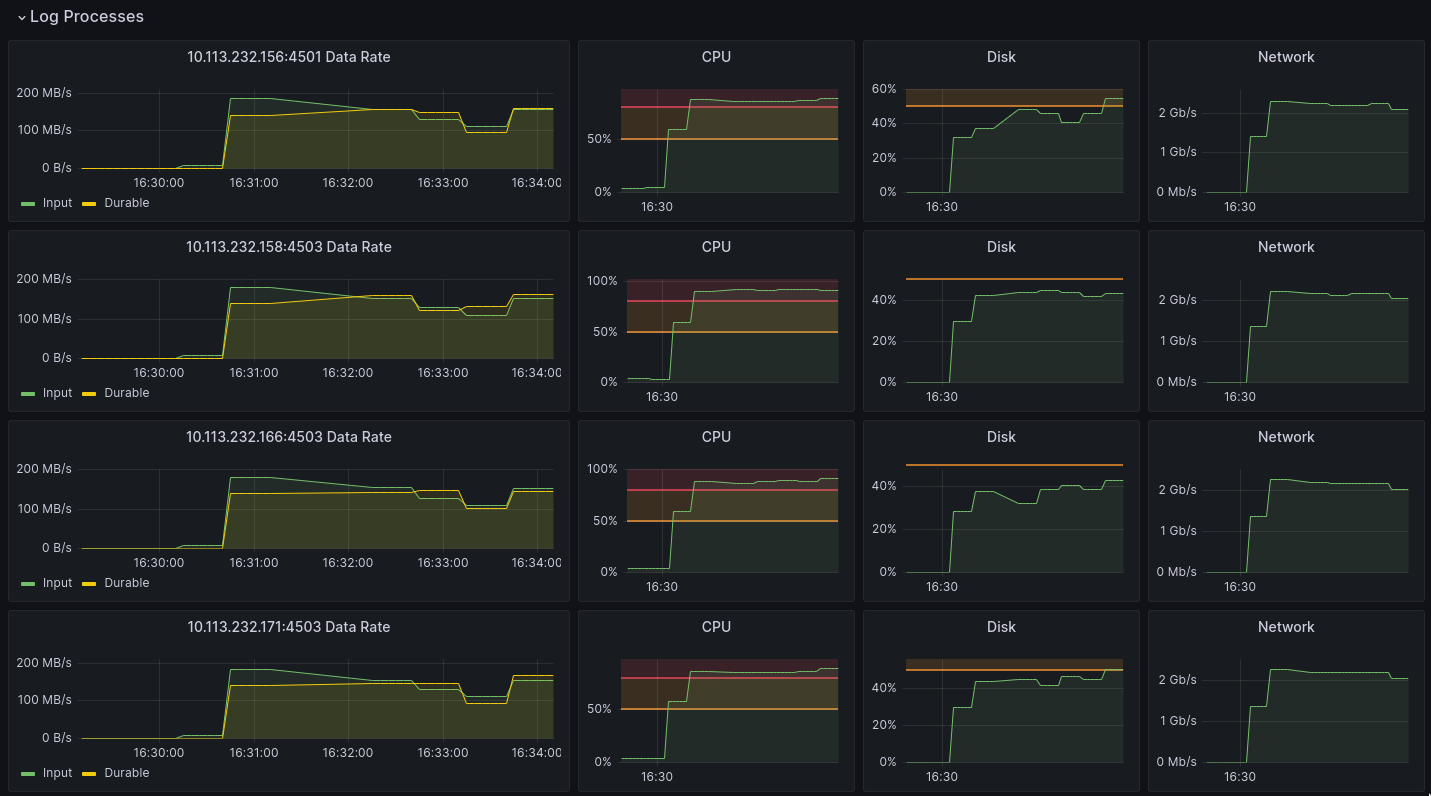 Log Processes
10.113.232.156:4501 Data Rate
200 MB/s
100 MB/s
0 B/s
16:30:00 16:31:00 16:32:00 16:33:00 16:34:00
Input Durable
CPU
50%
0%
16:30
Disk
60%
40%
20%
0%
16:30
Network
2 Gb/s
1 Gb/s
0 Mb/s
16:30
10.113.232.158:4503 Data Rate
200 MB/s
100 MB/s
0 B/s
16:30:00 16:31:00 16:32:00 16:33:00 16:34:00
Input Durable
CPU
100%
50%
0%
16:30
Disk
40%
20%
0%
16:30
Network
2 Gb/s
1 Gb/s
0 Mb/s
16:30
10.113.232.166:4503 Data Rate
200 MB/s
100 MB/s
0 B/s
16:30:00 16:31:00 16:32:00 16:33:00 16:34:00
Input Durable
CPU
100%
50%
0%
16:30
Disk
40%
20%
0%
16:30
Network
2 Gb/s
1 Gb/s
0 Mb/s
16:30
10.113.232.171:4503 Data Rate
200 MB/s
100 MB/s
0 B/s
16:30:00 16:31:00 16:32:00 16:33:00 16:34:00
Input Durable
CPU
50%
0%
16:30
Disk
40%
20%
0%
16:30
Network
2 Gb/s
1 Gb/s
0 Mb/s
16:30